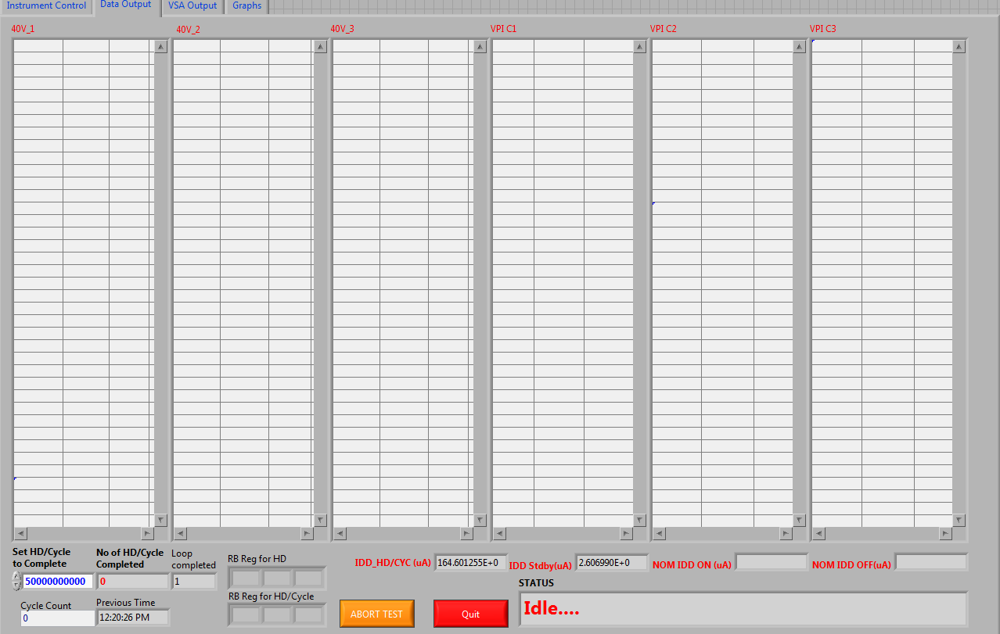 Instrument Control Data Output VSA Output Graphs
40V_1 40V_2 40V_3 VPI C1 VPI C2 VPI C3
Set HD/Cycle
to Complete
No of HD/Cycle
Completed
Loop
completed
50000000000 0 1
Cycle Count
0
Previous Time
12:20:26 PM
RB Reg for HD
RB Reg for HD/Cycle
IDD_HD/CYC (uA) 164.601255E+0
IDD Stdby(uA) 2.606990E+0
NOM IDD ON (uA)
NOM IDD OFF(uA)
ABORT TEST
Quit
STATUS
Idle....